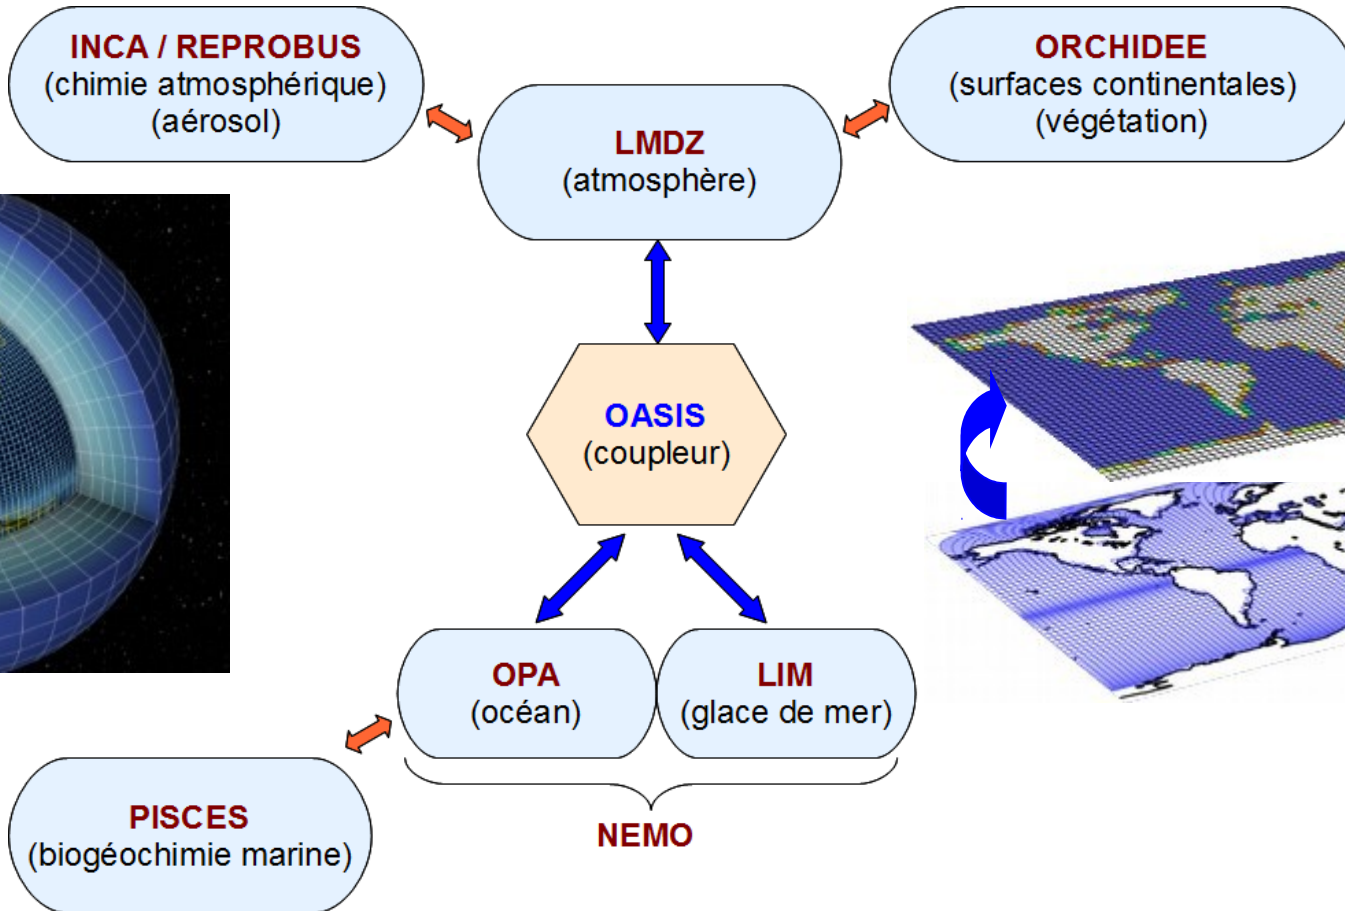 INCA / REPROBUS
(chimie atmosphérique)
(aérosol)
ORCHIDEE
(surfaces continentales)
(végétation)
LMDZ
(atmosphère)
OASIS
(coupleur)
OPA
(océan)
LIM
(glace de mer)
PISCES
(biogéochimie marine)
NEMO